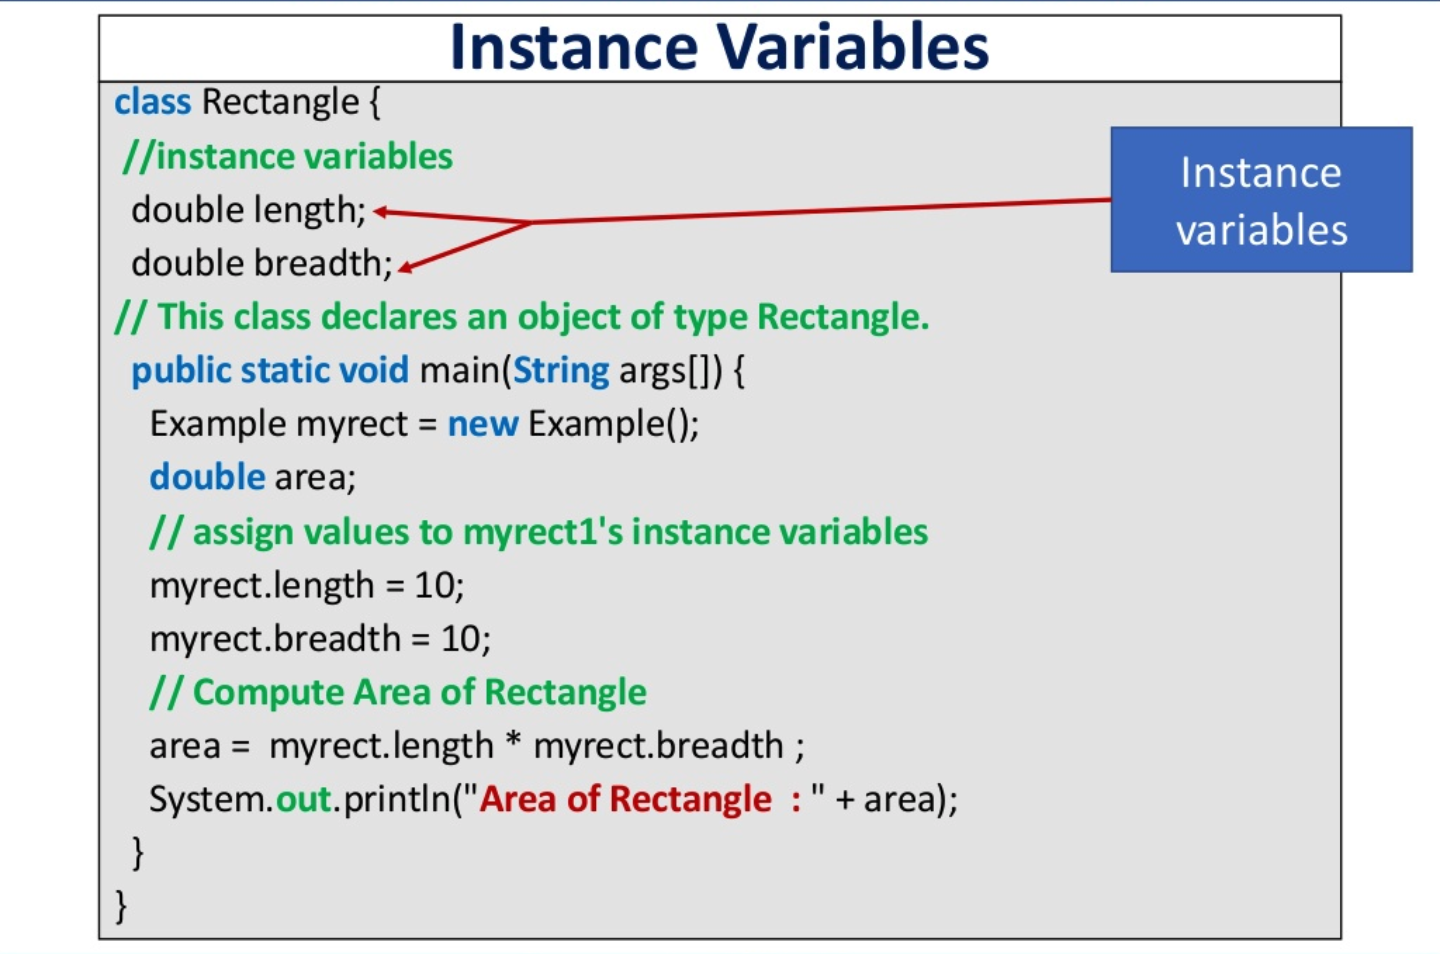 Instance Variables
class Rectangle {
//instance variables
double length;
double breadth;
Instance
variables
// This class declares an object of type Rectangle.
public static void main(String args[]) {
Example myrect = new Example();
double area;
// assign values to myrect1's instance variables
myrect.length = 10;
myrect.breadth = 10;
// Compute Area of Rectangle
area =  myrect.length * myrect.breadth ;
System.out.println("Area of Rectangle  : " + area);
}
}